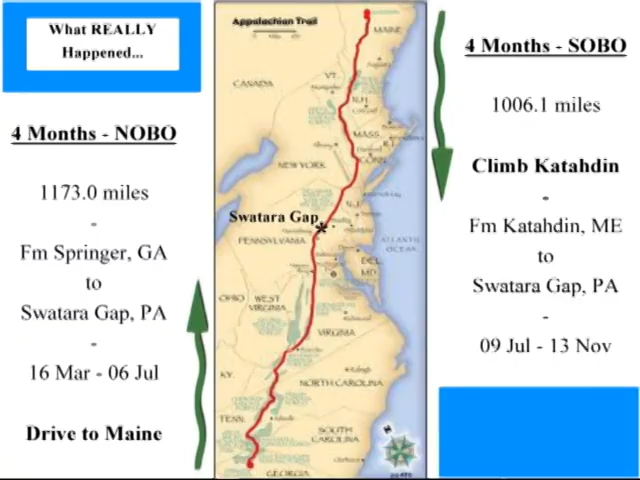 What REALLY
Happened...
4 Months - NOBO
1173.0 miles
-
Fm Springer, GA
to
Swatara Gap, PA
-
16 Mar - 06 Jul
Drive to Maine
Appalachian Trail
MAINE
CANADA
VT.
N.H.
MASS.
R.I.
CONN.
NEW YORK
N.J.
Swatara Gap
*
PENNSYLVANIA
ATLANTIC
OCEAN
DEL.
MD.
OHIO
WEST
VIRGINIA
VIRGINIA
KY.
NORTH CAROLINA
TENN.
SOUTH
CAROLINA
N
GEORGIA
4 Months - SOBO
1006.1 miles
Climb Katahdin
-
Fm Katahdin, ME
to
Swatara Gap, PA
-
09 Jul - 13 Nov